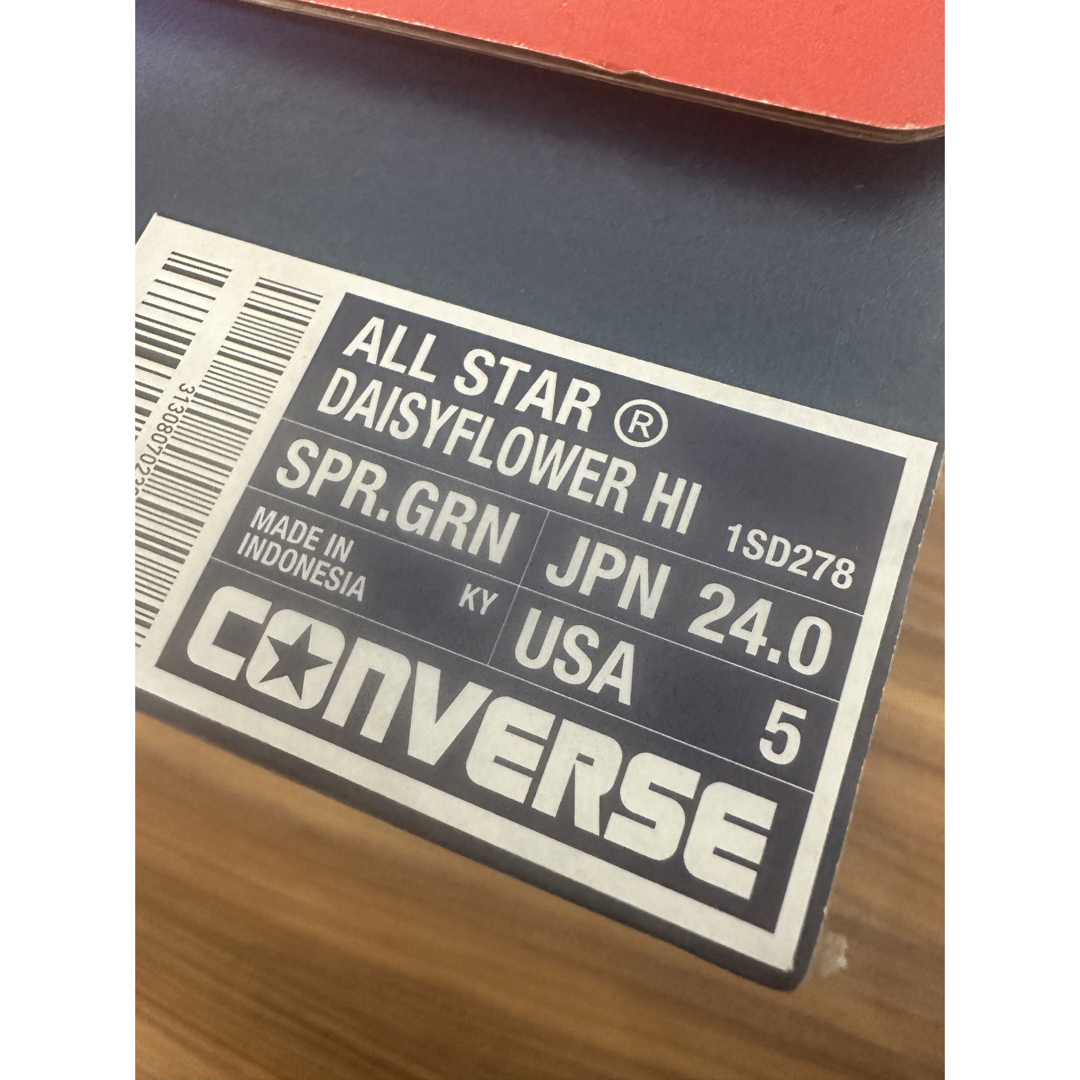 ALL STAR ®
DAISYFLOWER HI 1SD278
SPR.GRN JPN 24.0
MADE IN
INDONESIA KY USA 5
CONVERSE